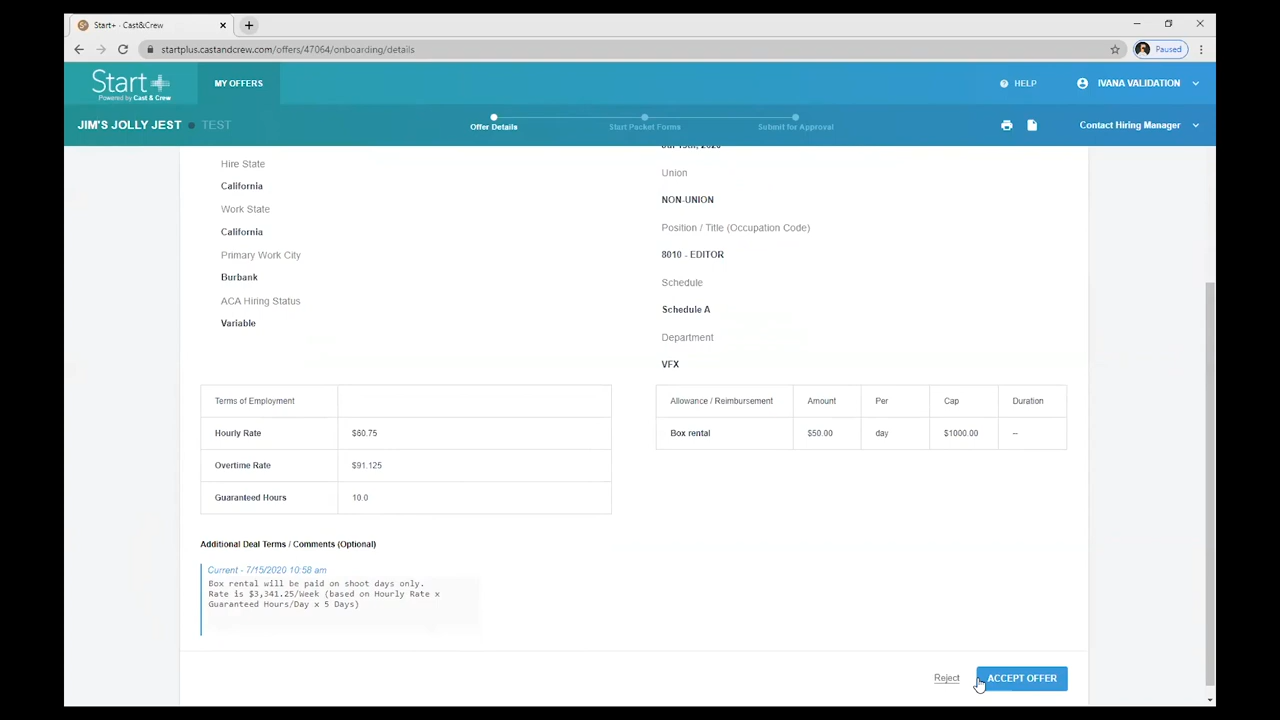 Start+ - Cast&Crew
startplus.castandcrew.com/offers/47064/onboarding/details
Paused
Start+
Powered by Cast & Crew
MY OFFERS
HELP
IVANA VALIDATION
JIM'S JOLLY JEST
TEST
Offer Details
Start Packet Forms
Submit for Approval
Contact Hiring Manager
Hire State
California
Work State
California
Primary Work City
Burbank
ACA Hiring Status
Variable
Union
NON-UNION
Position / Title (Occupation Code)
8010 - EDITOR
Schedule
Schedule A
Department
VFX
Terms of Employment
Hourly Rate $60.75
Overtime Rate $91.125
Guaranteed Hours 10.0
Allowance / Reimbursement Amount Per Cap Duration
Box rental $50.00 day $1000.00 --
Additional Deal Terms / Comments (Optional)
Current - 7/15/2020 10:58 am
Box rental will be paid on shoot days only.
Rate is $3,341.25/Week (based on Hourly Rate x
Guaranteed Hours/Day x 5 Days)
Reject
ACCEPT OFFER